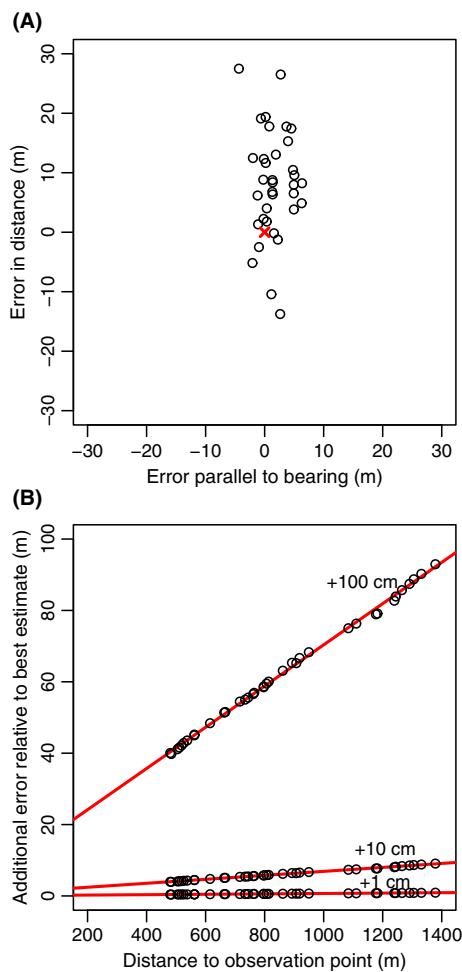 (A)
30
20
10
0
−10
−20
−30
Error in distance (m)
−30 −20 −10 0 10 20 30
Error parallel to bearing (m)
(B)
100
80
60
40
20
0
Additional error relative to best estimate (m)
+100 cm
+10 cm
+1 cm
200 400 600 800 1000 1200 1400
Distance to observation point (m)